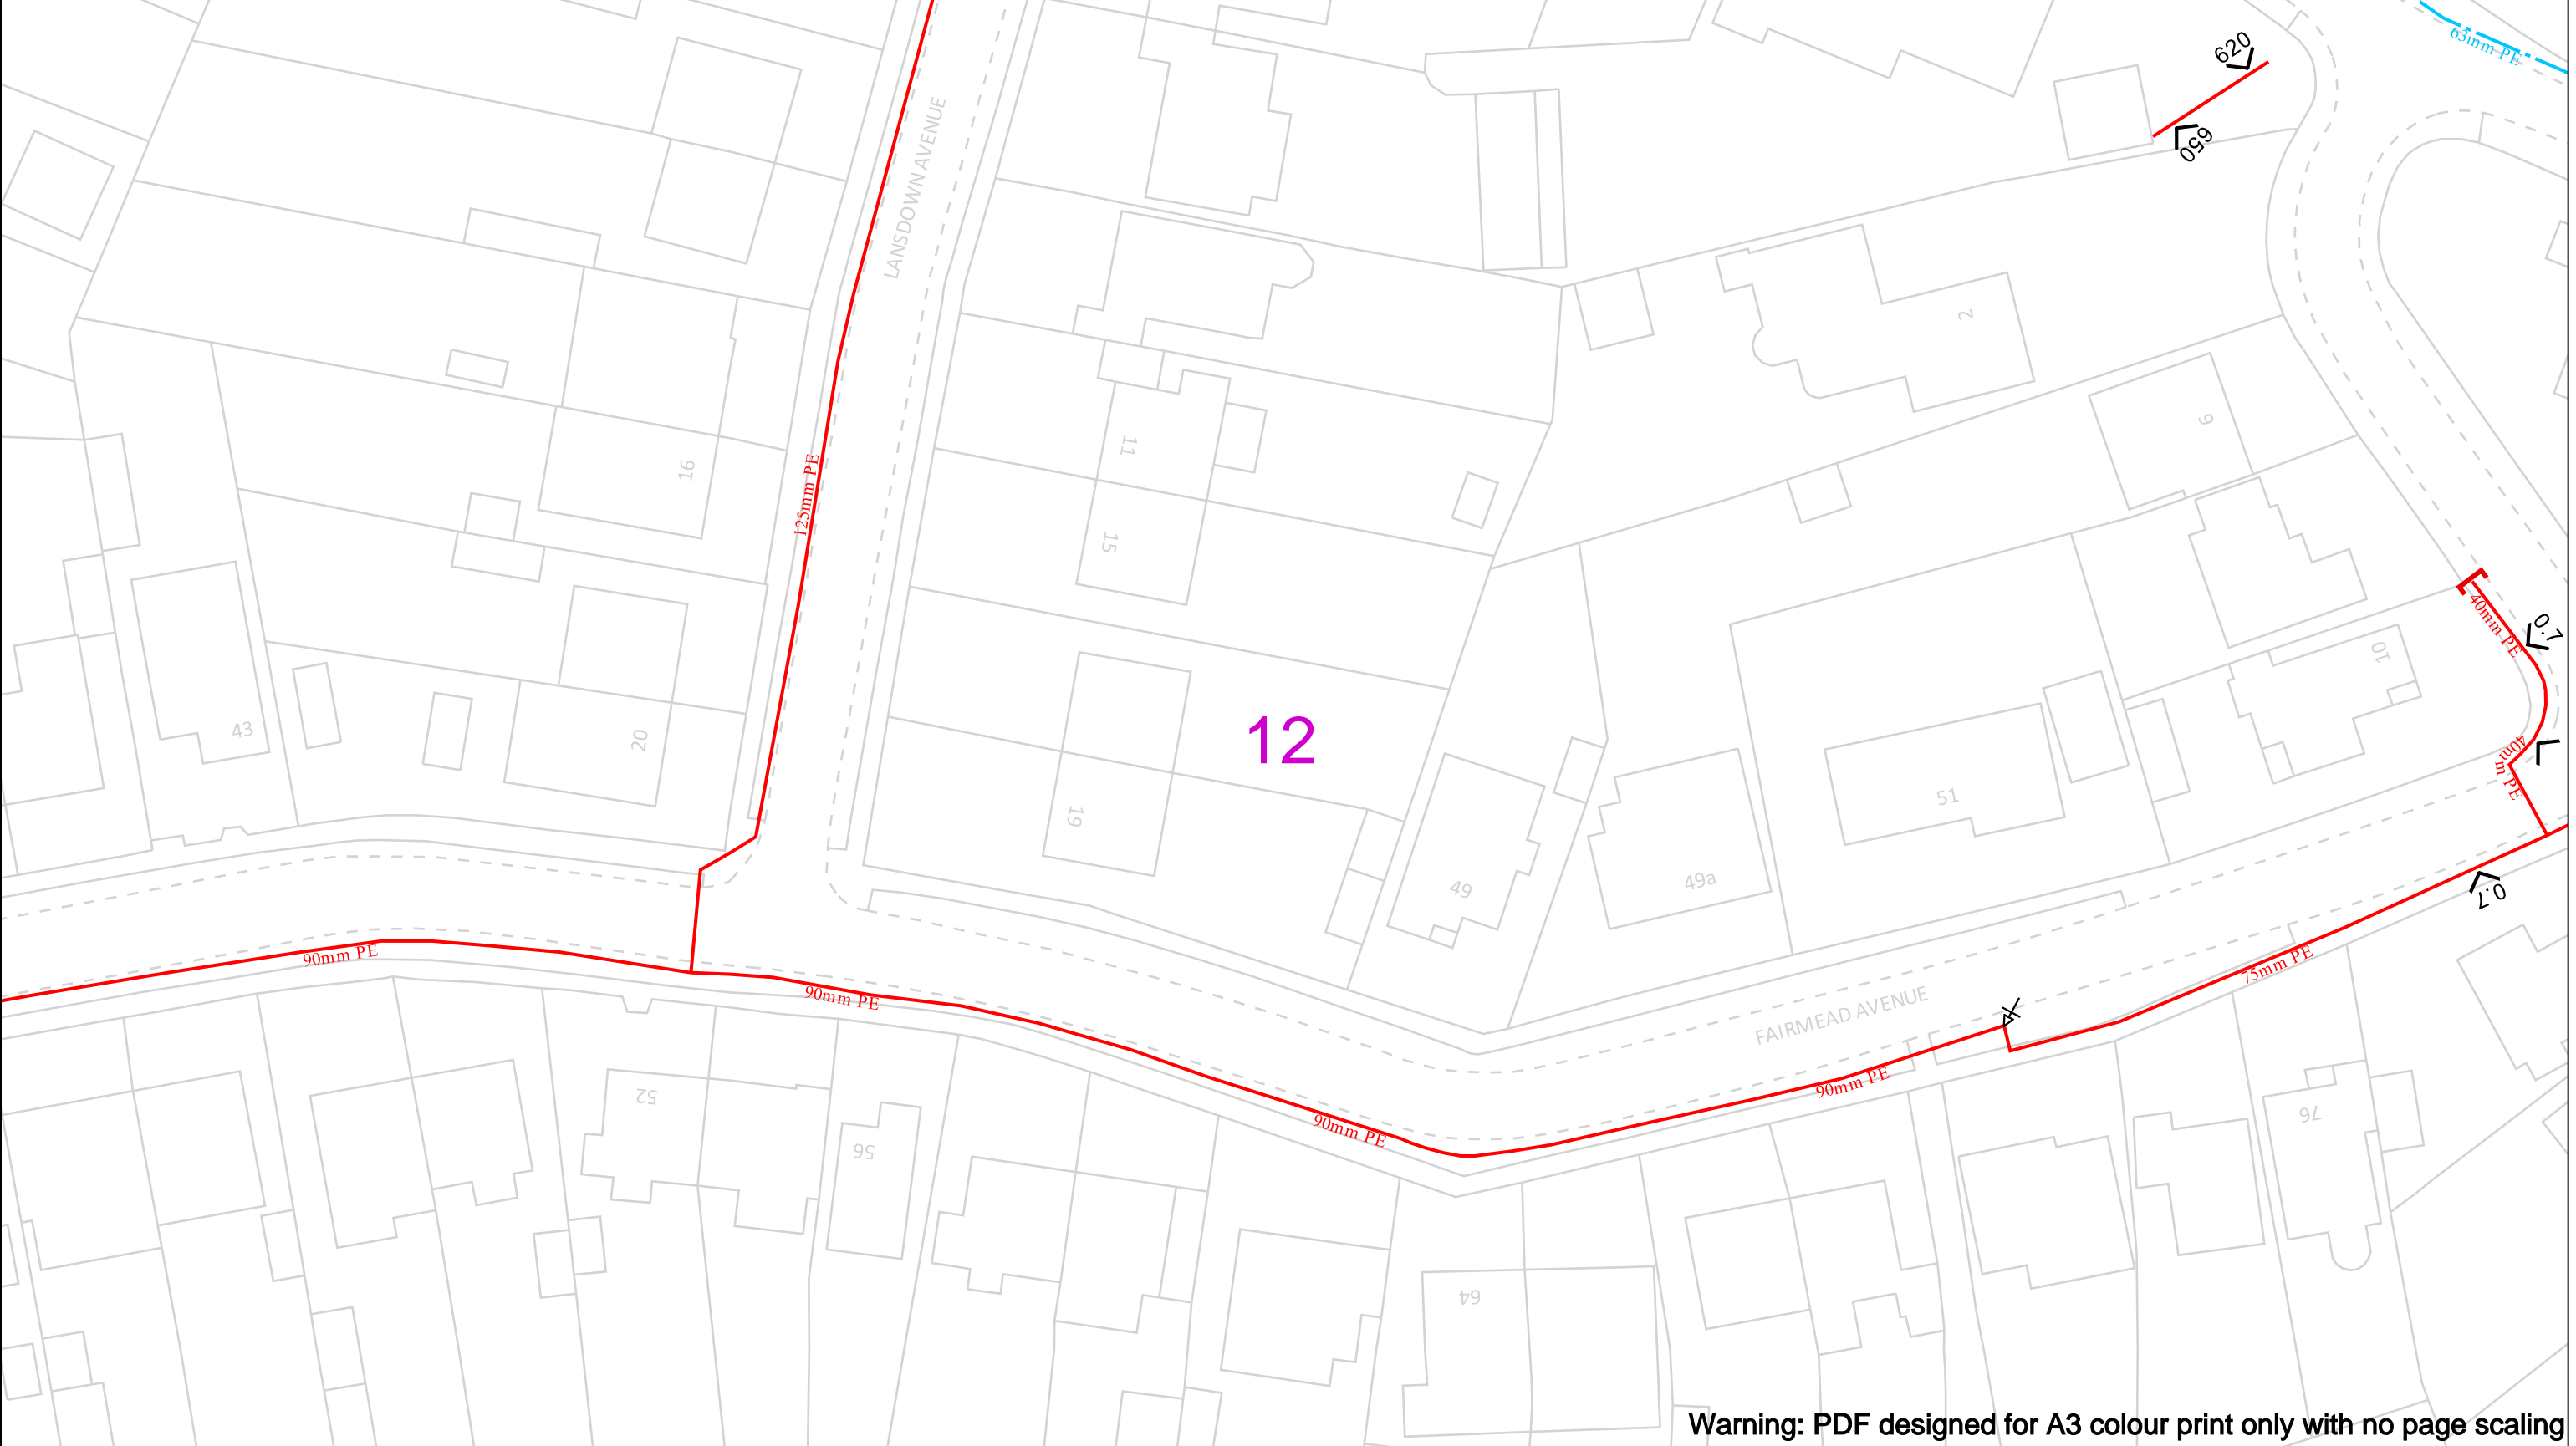 620
63mm PE
650
LANSDOWN AVENUE
2
9
11
16
125mm PE
15
40mm PE
0.7
10
43
20
12
40m
m PE
51
19
49
49a
0.7
90mm PE
90mm PE
75mm PE
FAIRMEAD AVENUE
90mm PE
90mm PE
52
56
76
64
Warning: PDF designed for A3 colour print only with no page scaling